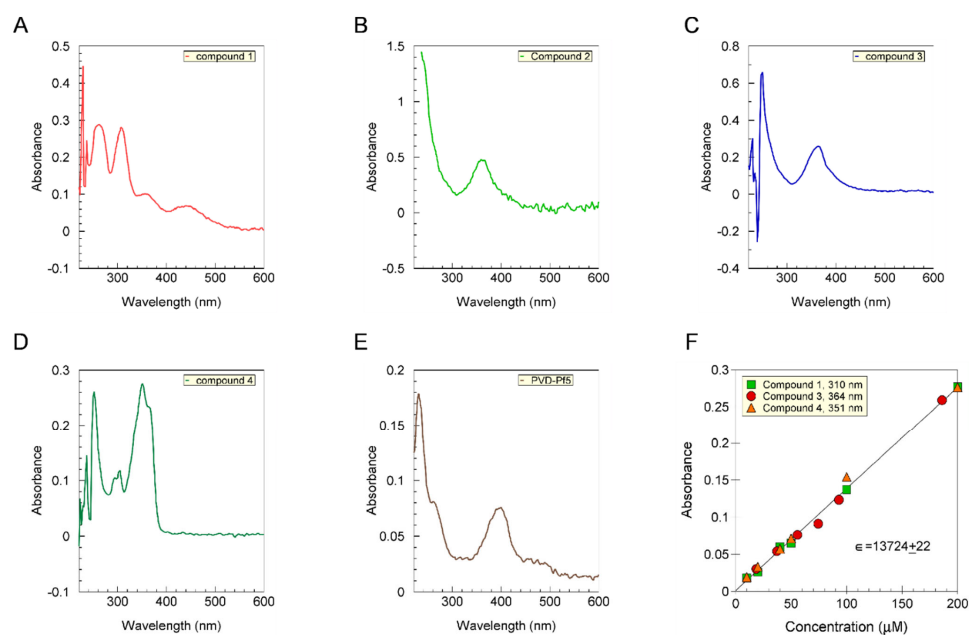 A
B
C
0.5
0.4
0.3
0.2
0.1
0
-0.1
compound 1
Absorbance
300 400 500 600
Wavelength (nm)
1.5
1
0.5
0
-0.5
Compound 2
Absorbance
300 400 500 600
Wavelength (nm)
0.8
0.6
0.4
0.2
0
-0.2
0.4
compound 3
Absorbance
300 400 500 600
Wavelength (nm)
D
E
F
0.3
0.2
0.1
0
-0.1
compound 4
Absorbance
300 400 500 600
Wavelength (nm)
0.2
0.15
0.1
0.05
0
PVD-Pf5
Absorbance
300 400 500 600
Wavelength (nm)
0.3
0.25
0.2
0.15
0.1
0.05
0
Compound 1, 310 nm
Compound 3, 364 nm
Compound 4, 351 nm
Absorbance
∈=13724±22
0 50 100 150 200
Concentration (µM)